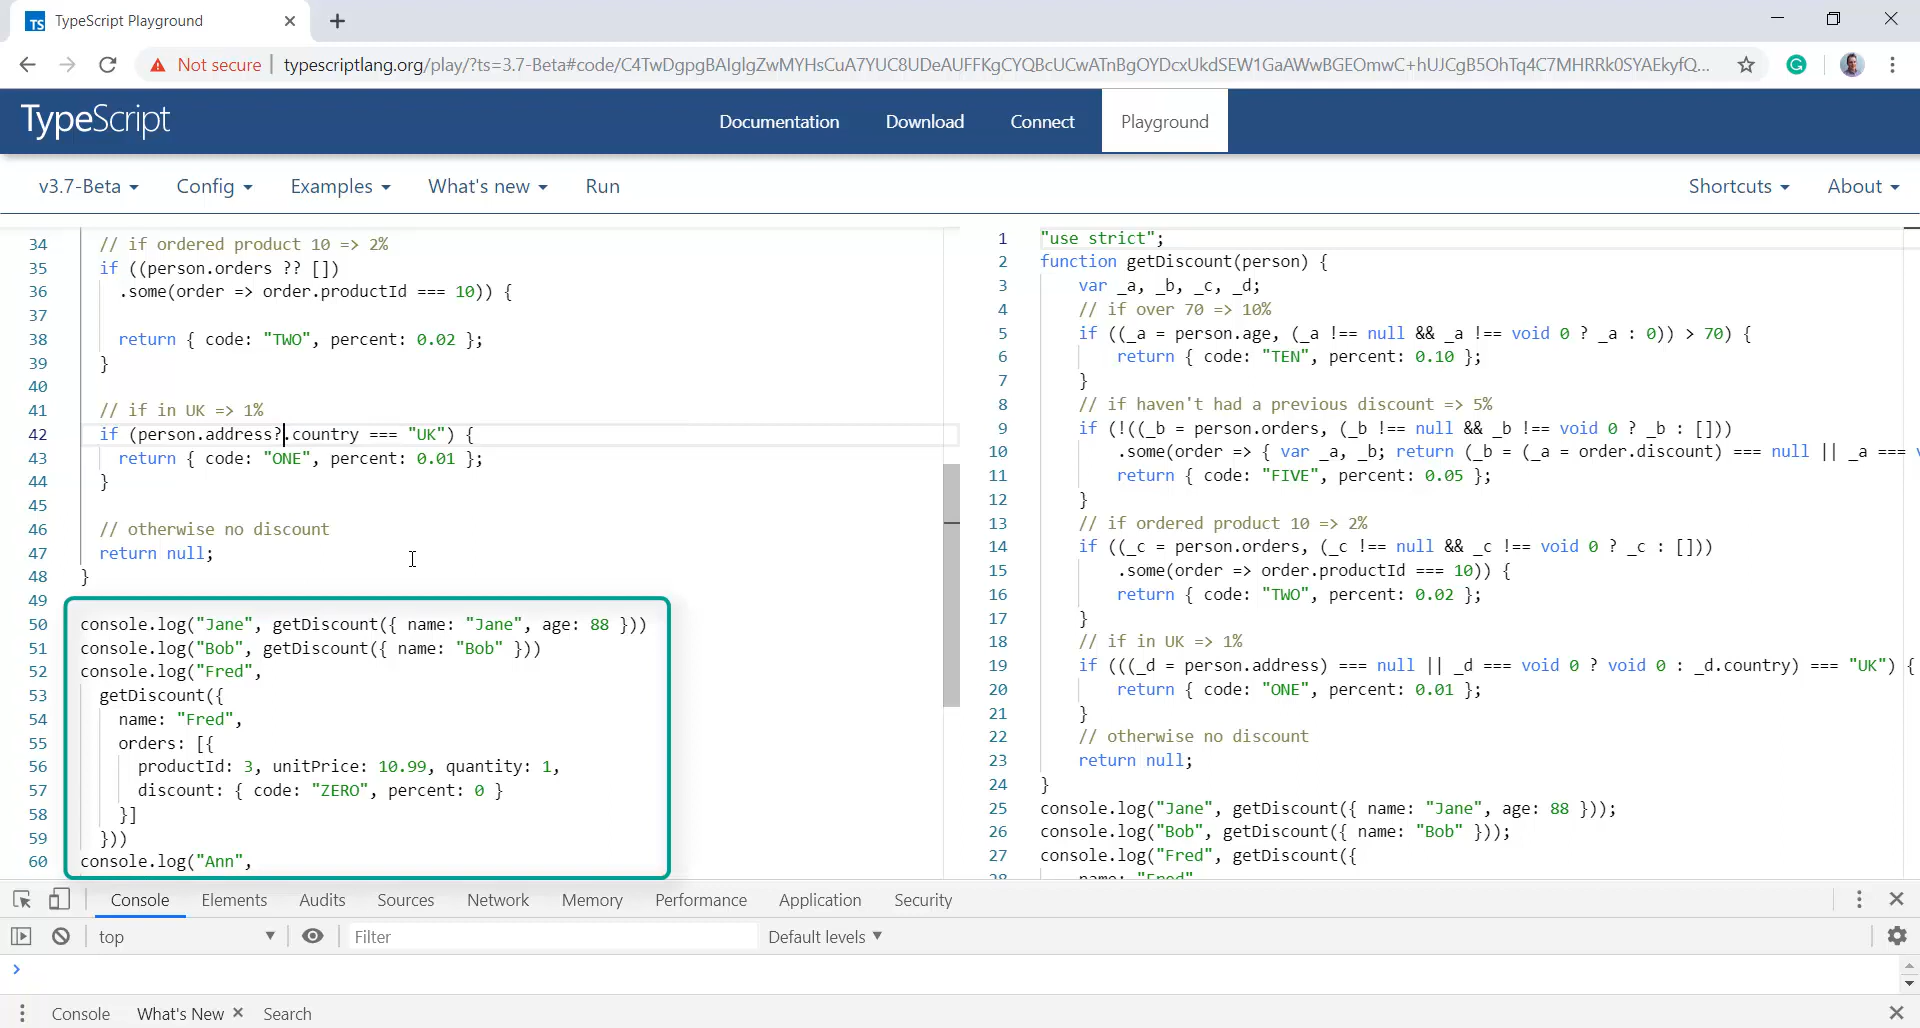 TypeScript Playground
Not secure
typescriptlang.org/play/?ts=3.7-Beta#code/C4TwDgpgBAIglgZwMYHsCuA7YUC8UDeAUFFKgCYQBcUCwATnBgOYDcxUkdSEW1GaAWwBGEOmwC+hUJCgB5OhTq4C7MHRRk0SYAEkyfQ...
TypeScript
Documentation
Download
Connect
Playground
v3.7-Beta
Config
Examples
What's new
Run
Shortcuts
About
34 // if ordered product 10 => 2%
35 if ((person.orders ?? [])
36 .some(order => order.productId === 10)) {
37
38 return { code: "TWO", percent: 0.02 };
39 }
40
41 // if in UK => 1%
42 if (person.address?.country === "UK") {
43 return { code: "ONE", percent: 0.01 };
44 }
45
46 // otherwise no discount
47 return null;
48 }
49
50 console.log("Jane", getDiscount({ name: "Jane", age: 88 }))
51 console.log("Bob", getDiscount({ name: "Bob" }))
52 console.log("Fred",
53 getDiscount({
54 name: "Fred",
55 orders: [{
56 productId: 3, unitPrice: 10.99, quantity: 1,
57 discount: { code: "ZERO", percent: 0 }
58 }]
59 }))
60 console.log("Ann",
1 "use strict";
2 function getDiscount(person) {
3 var _a, _b, _c, _d;
4 // if over 70 => 10%
5 if ((_a = person.age, (_a !== null && _a !== void 0 ? _a : 0)) > 70) {
6 return { code: "TEN", percent: 0.10 };
7 }
8 // if haven't had a previous discount => 5%
9 if (!((_b = person.orders, (_b !== null && _b !== void 0 ? _b : []))
10 .some(order => { var _a, _b; return (_b = (_a = order.discount) === null || _a ===
11 return { code: "FIVE", percent: 0.05 };
12 }
13 // if ordered product 10 => 2%
14 if ((_c = person.orders, (_c !== null && _c !== void 0 ? _c : []))
15 .some(order => order.productId === 10)) {
16 return { code: "TWO", percent: 0.02 };
17 }
18 // if in UK => 1%
19 if (((_d = person.address) === null || _d === void 0 ? void 0 : _d.country) === "UK") {
20 return { code: "ONE", percent: 0.01 };
21 }
22 // otherwise no discount
23 return null;
24 }
25 console.log("Jane", getDiscount({ name: "Jane", age: 88 }));
26 console.log("Bob", getDiscount({ name: "Bob" }));
27 console.log("Fred", getDiscount({
28 name: "Fred"
Console
Elements
Audits
Sources
Network
Memory
Performance
Application
Security
top
Filter
Default levels
Console
What's New
Search